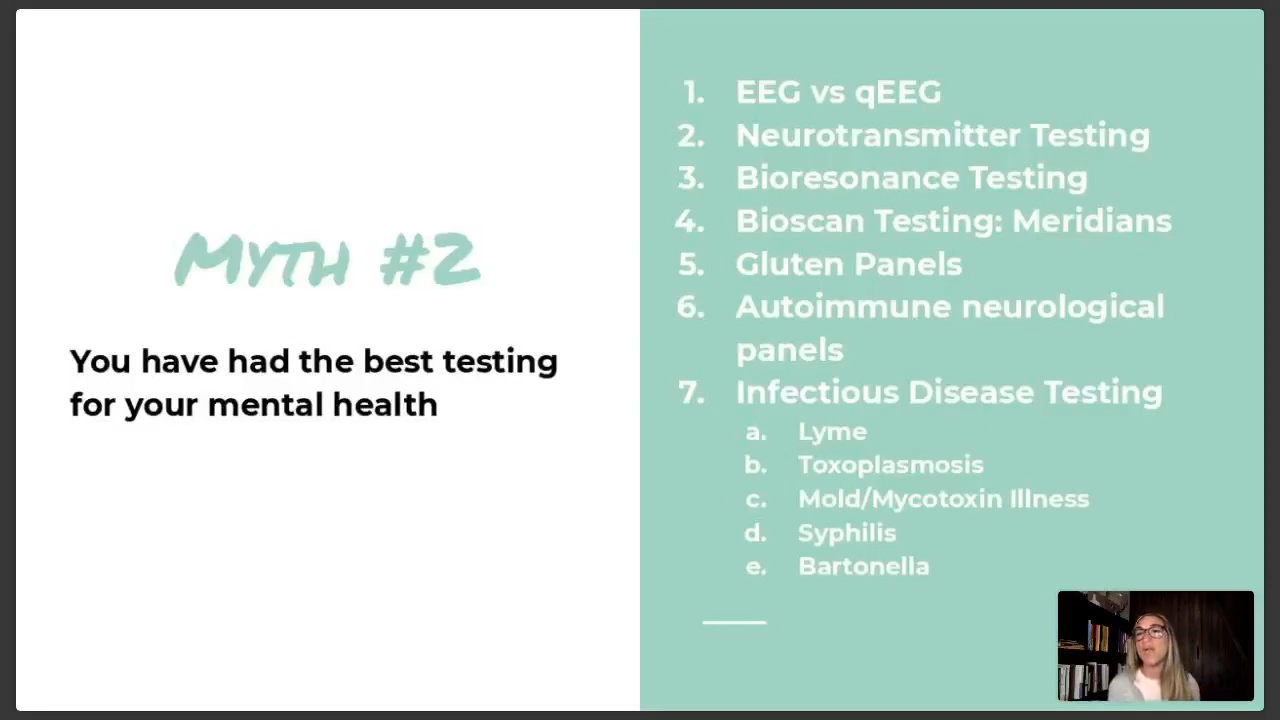 Myth #2
You have had the best testing
for your mental health
1. EEG vs qEEG
2. Neurotransmitter Testing
3. Bioresonance Testing
4. Bioscan Testing: Meridians
5. Gluten Panels
6. Autoimmune neurological
panels
7. Infectious Disease Testing
a. Lyme
b. Toxoplasmosis
c. Mold/Mycotoxin Illness
d. Syphilis
e. Bartonella